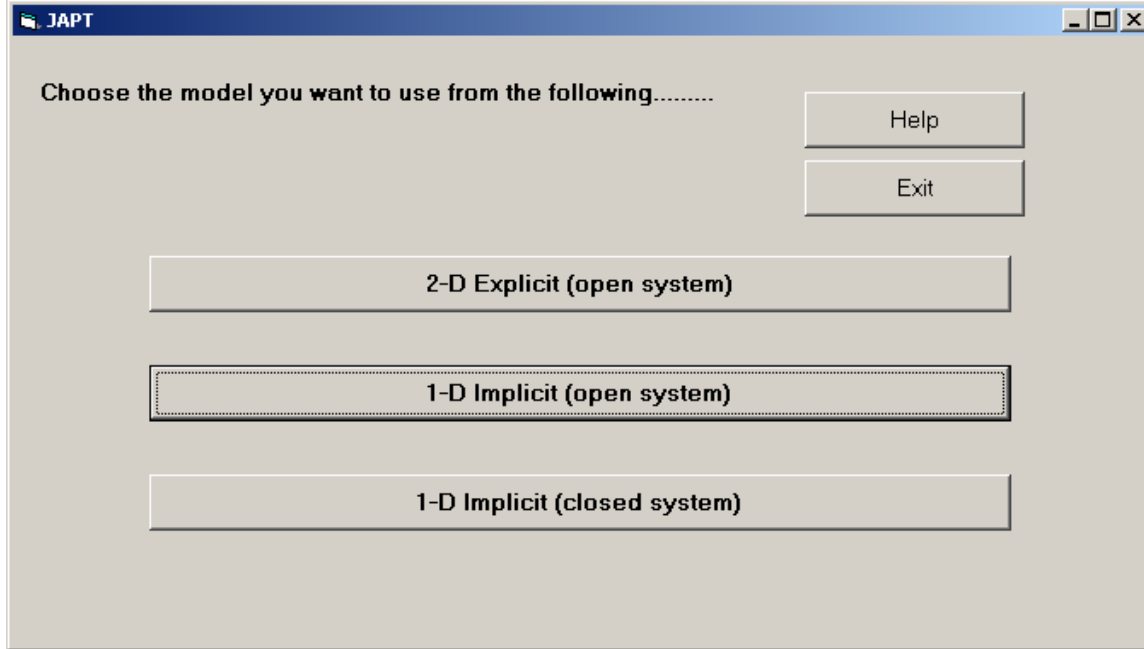 JAPT
Choose the model you want to use from the following.........
Help
Exit
2-D Explicit (open system)
1-D Implicit (open system)
1-D Implicit (closed system)